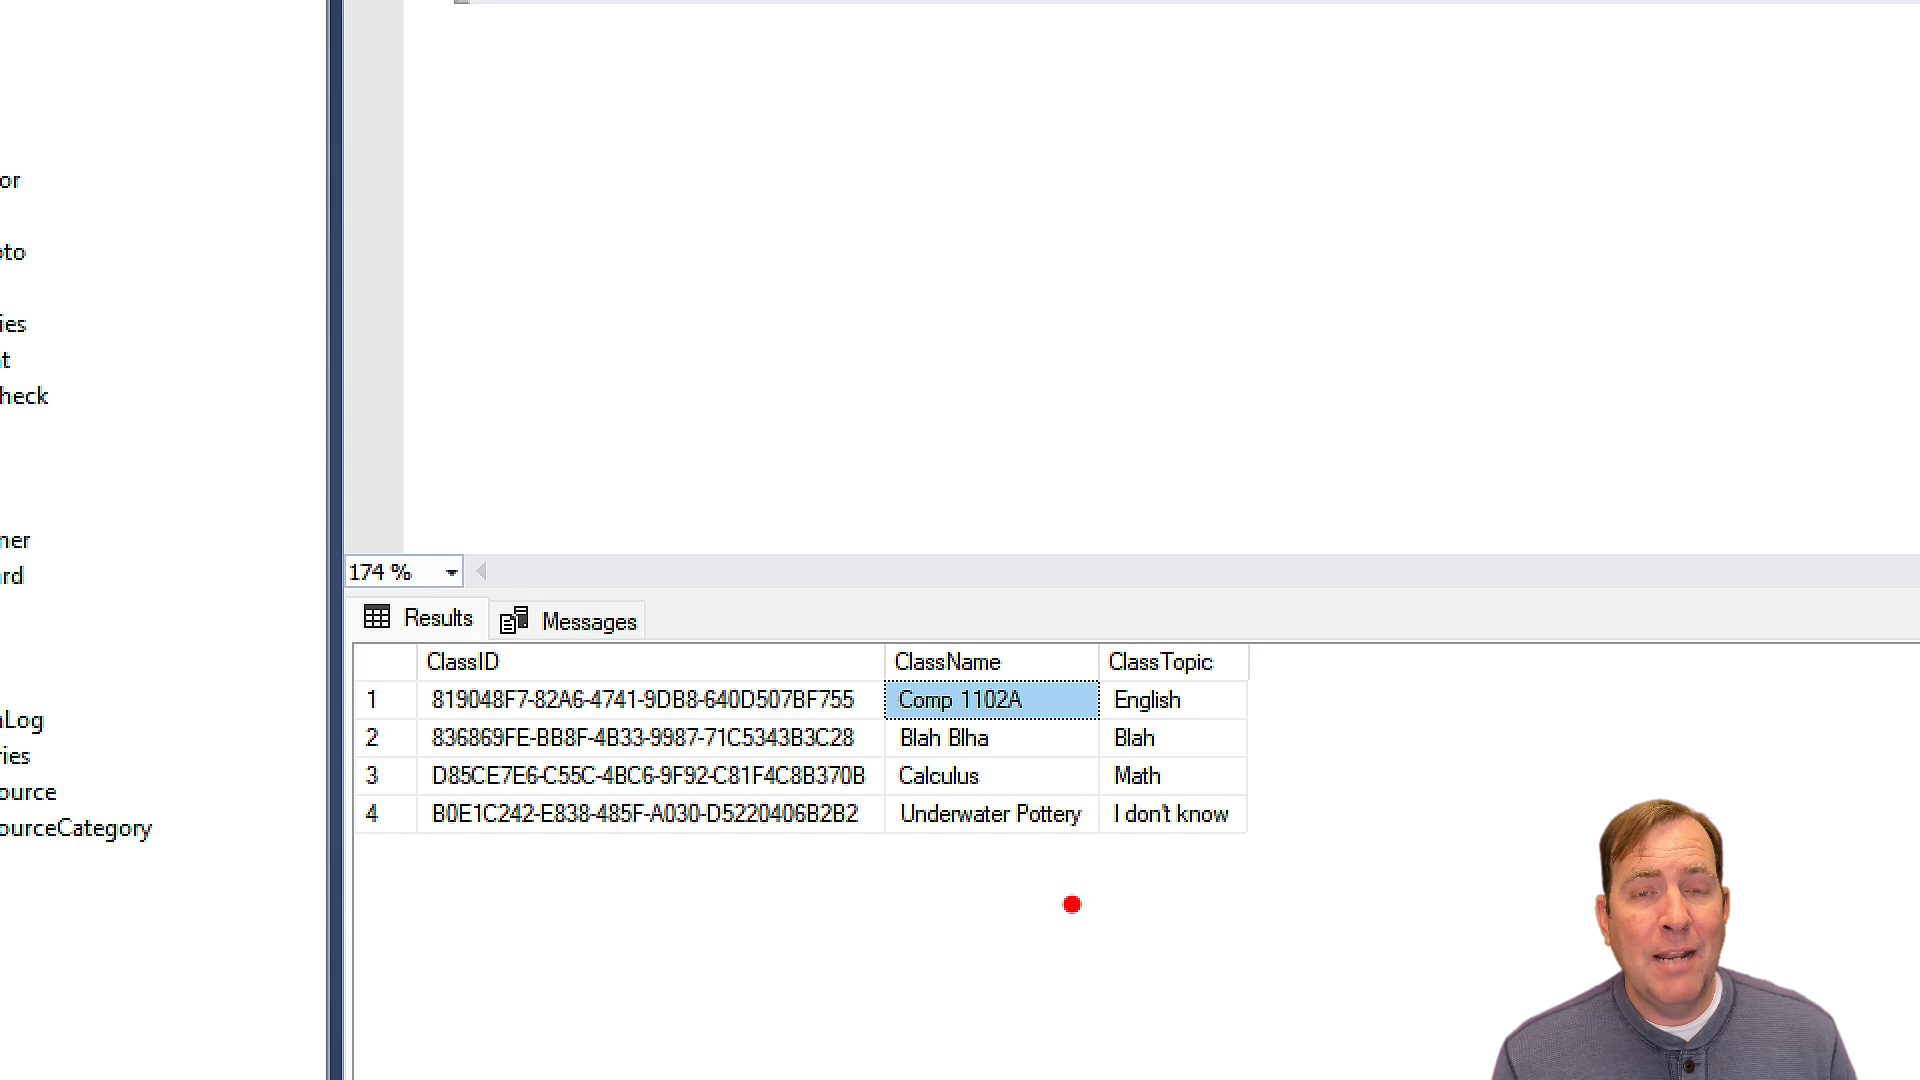 or
oto
ies
t
heck
ner
rd
Log
ries
ource
ourceCategory
174 %
Results Messages
ClassID ClassName ClassTopic
1 819048F7-82A6-4741-9DB8-640D507BF755 Comp 1102A English
2 836869FE-BB8F-4B33-9987-71C5343B3C28 Blah Blha Blah
3 D85CE7E6-C55C-4BC6-9F92-C81F4C8B370B Calculus Math
4 B0E1C242-E838-485F-A030-D5220406B2B2 Underwater Pottery I don't know